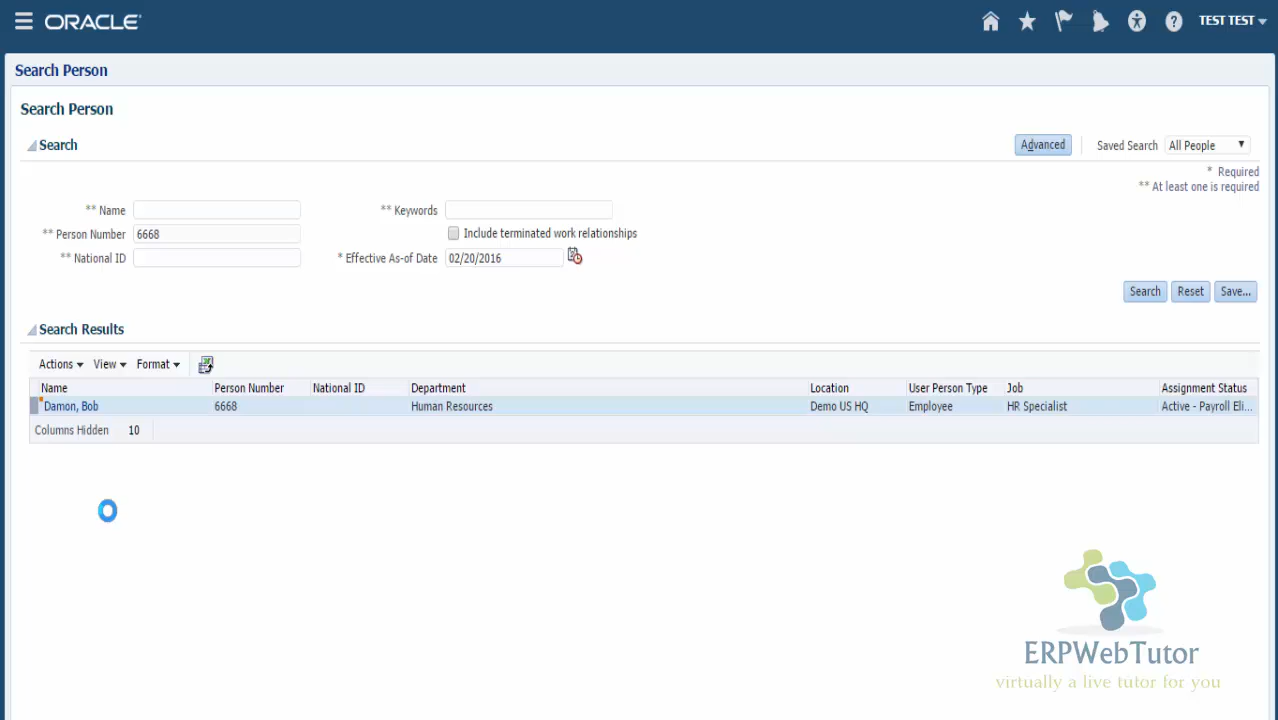 ORACLE
TEST TEST
Search Person
Search Person
Search
Advanced Saved Search All People
* Required
** At least one is required
** Name ** Keywords
** Person Number 6668 Include terminated work relationships
** National ID * Effective As-of Date 02/20/2016
Search Reset Save...
Search Results
Actions View Format
Name Person Number National ID Department Location User Person Type Job Assignment Status
Damon, Bob 6668 Human Resources Demo US HQ Employee HR Specialist Active - Payroll Eli...
Columns Hidden 10
ERPWebTutor
virtually a live tutor for you